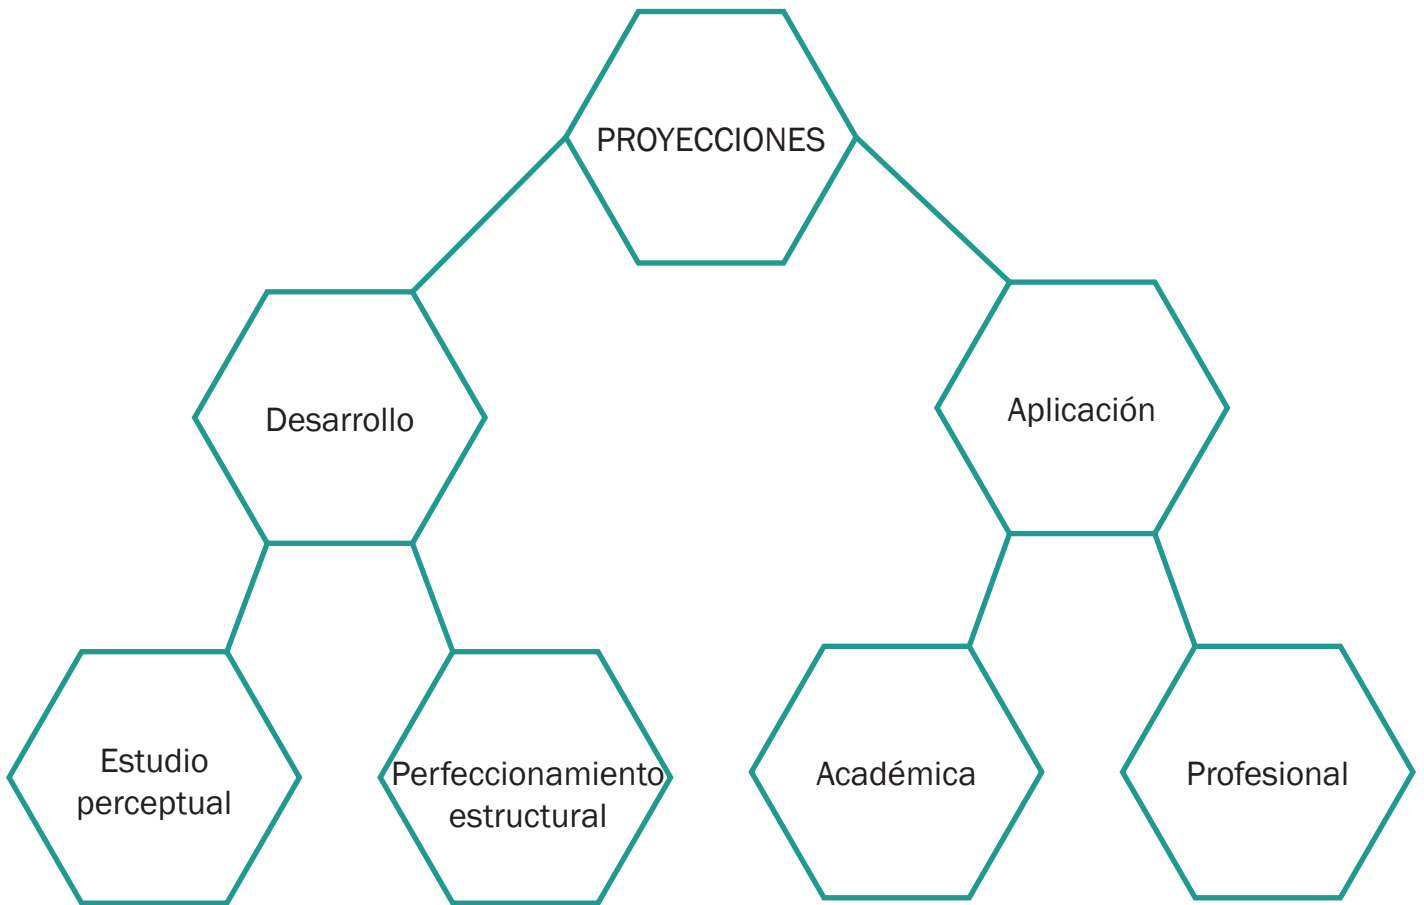 PROYECCIONES
Desarrollo
Aplicación
Estudio
perceptual
Perfeccionamiento
estructural
Académica
Profesional